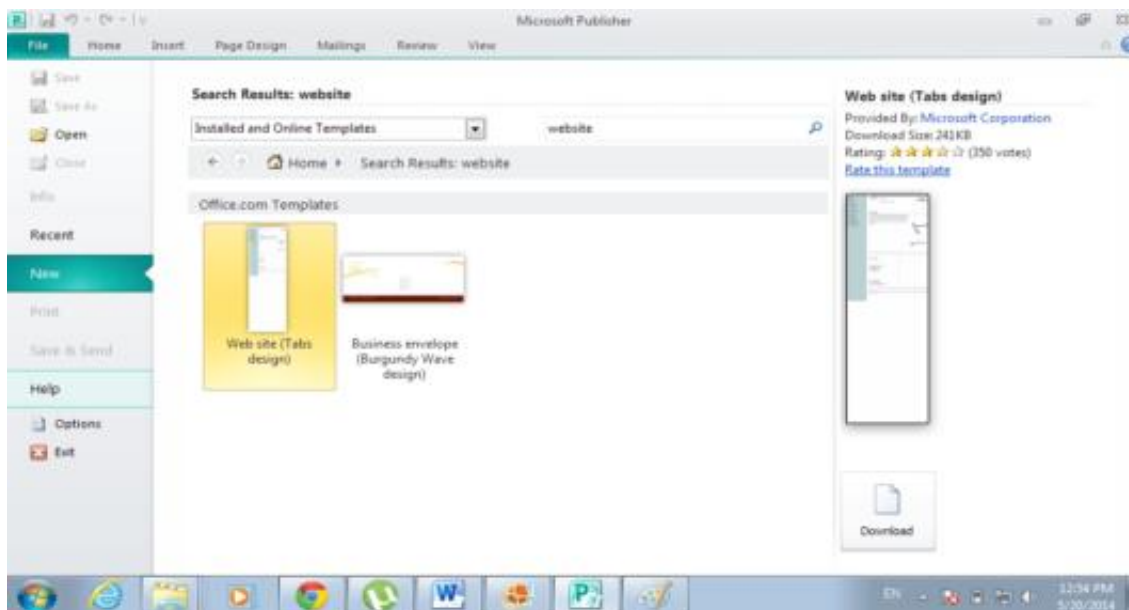 Microsoft Publisher
File Home Insert Page Design Mailings Review View
Save
Save As
Open
Close
Info
Recent
New
Print
Save & Send
Help
Options
Exit
Search Results: website
Installed and Online Templates
website
Home Search Results: website
Office.com Templates
Web site (Tabs
design)
Business envelope
(Burgundy Wave
design)
Web site (Tabs design)
Provided By: Microsoft Corporation
Download Size: 241KB
Rating: (350 votes)
Rate this template
Download
EN
12:54 PM
5/20/2014